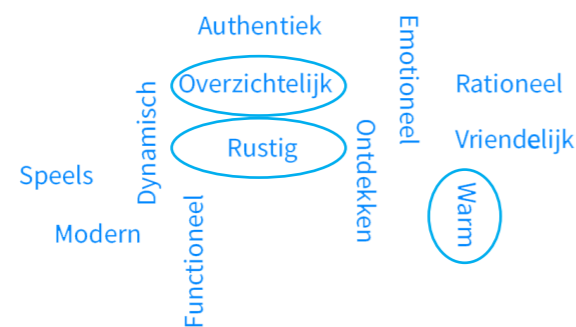 Authentiek
Emotioneel
Overzichtelijk
Rationeel
Dynamisch
Rustig
Ontdekken
Vriendelijk
Speels
Warm
Modern
Functioneel